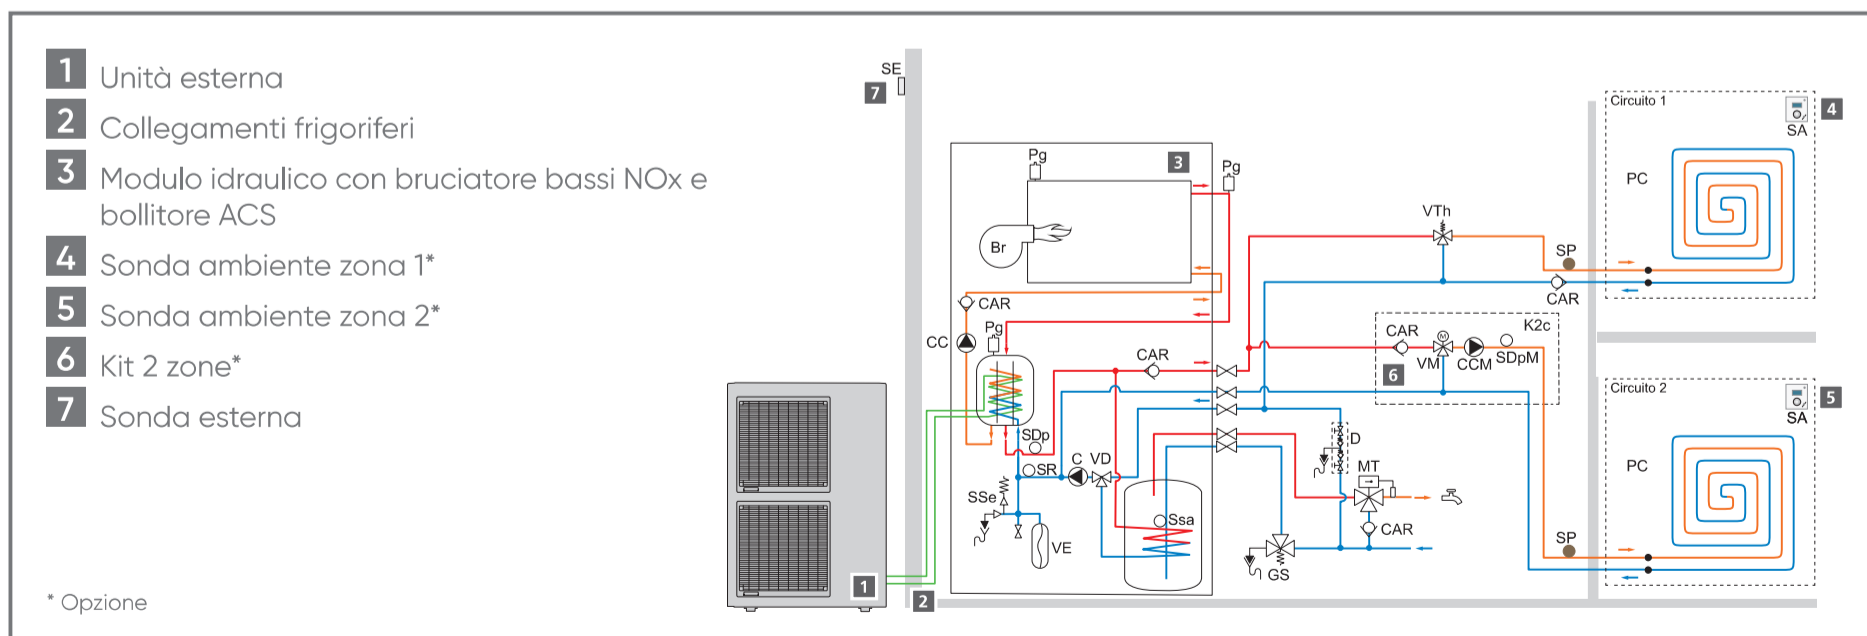 1 Unità esterna
2 Collegamenti frigoriferi
3 Modulo idraulico con bruciatore bassi NOx e
bollitore ACS
4 Sonda ambiente zona 1*
5 Sonda ambiente zona 2*
6 Kit 2 zone*
7 Sonda esterna
* Opzione
SE
7
Circuito 1
4
SA
PC
Pg
3
Pg
Br
VTh
SP
CAR
CAR
CC
Pg
CAR
CAR
K2c
VM
CCM
SDpM
6
Circuito 2
5
SA
PC
SDp
SR
C
VD
D
MT
SSe
Ssa
VE
CAR
GS
SP
1
2